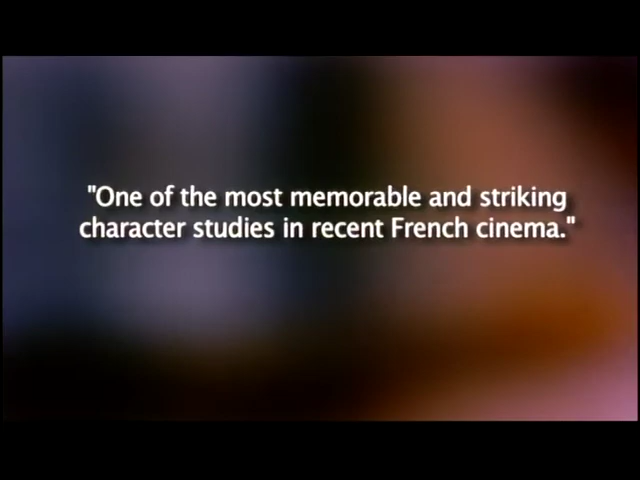 "One of the most memorable and striking
character studies in recent French cinema."